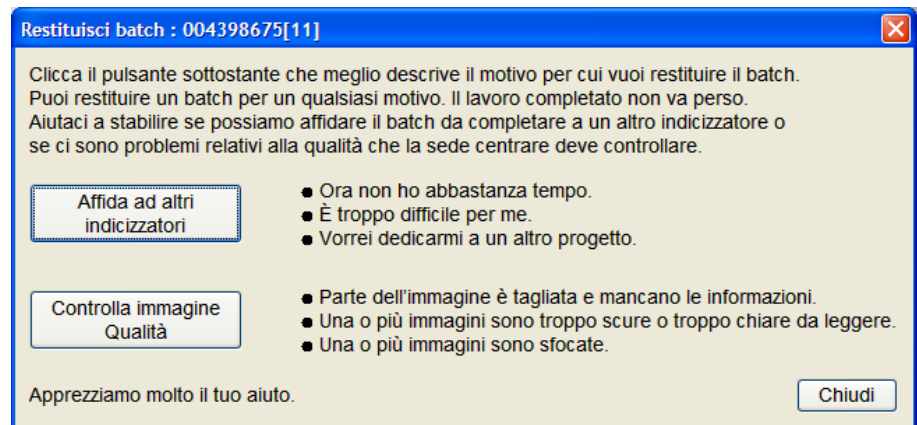 Restituisci batch : 004398675[11]
Clicca il pulsante sottostante che meglio descrive il motivo per cui vuoi restituire il batch.
Puoi restituire un batch per un qualsiasi motivo. Il lavoro completato non va perso.
Aiutaci a stabilire se possiamo affidare il batch da completare a un altro indicizzatore o
se ci sono problemi relativi alla qualità che la sede centrare deve controllare.
Affida ad altri
indicizzatori
● Ora non ho abbastanza tempo.
● È troppo difficile per me.
● Vorrei dedicarmi a un altro progetto.
Controlla immagine
Qualità
● Parte dell'immagine è tagliata e mancano le informazioni.
● Una o più immagini sono troppo scure o troppo chiare da leggere.
● Una o più immagini sono sfocate.
Apprezziamo molto il tuo aiuto.
Chiudi